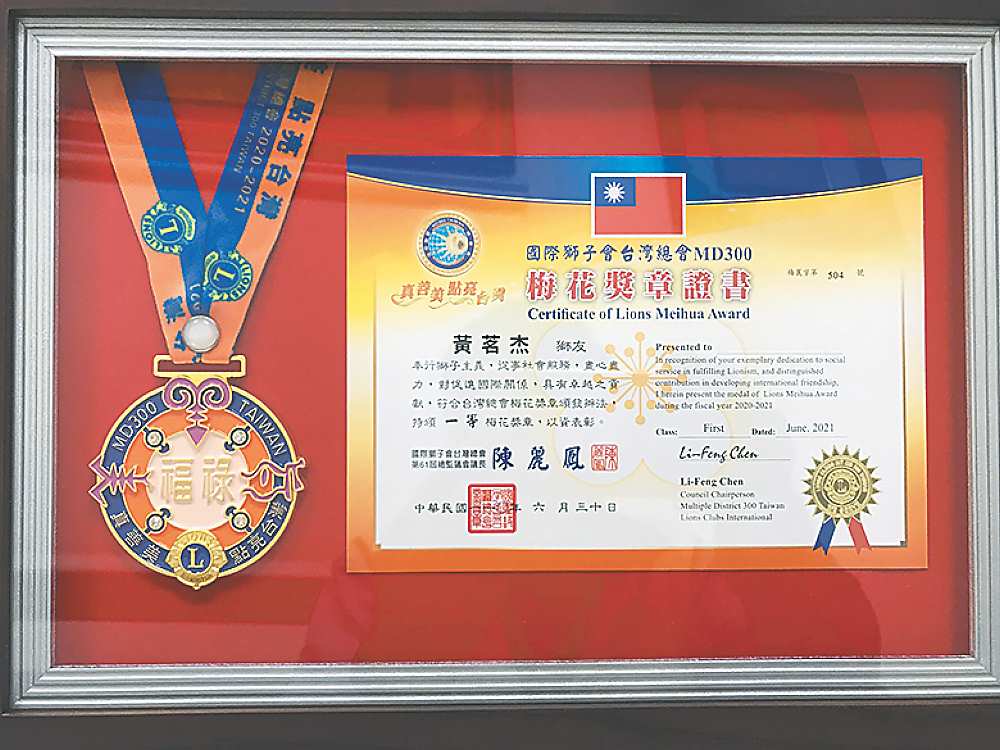 點亮台灣
總會 2020-2021
300 TAIWAN
LIONS
L
LIONS
L
MD300 TAIWAN
福祿
真善美
點亮台灣
L
國際獅子會台灣總會MD300
梅花獎章證書
Certificate of Lions Meihua Award
梅花字第 504 號
真善美 點亮台灣
黃茗杰 獅友
本行獅子主義，從事社會服務，盡心盡
力，對促進國際關係，具有卓越之貢
獻，符合台灣總會梅花獎章頒發辦法，
特頒 一等 梅花獎章，以資表彰。
國際獅子會台灣總會
第61屆總監議會議長 陳麗鳳
中華民國 年 六 月 三十 日
Presented to
In recognition of your exemplary dedication to social
service in fulfilling Lionism, and distinguished
contribution in developing international friendship,
I herein present the medal of Lions Meihua Award
during the fiscal year 2020-2021
Class: First Dated: June. 2021
Li-Feng Chen
Li-Feng Chen
Council Chairperson
Multiple District 300 Taiwan
Lions Clubs International